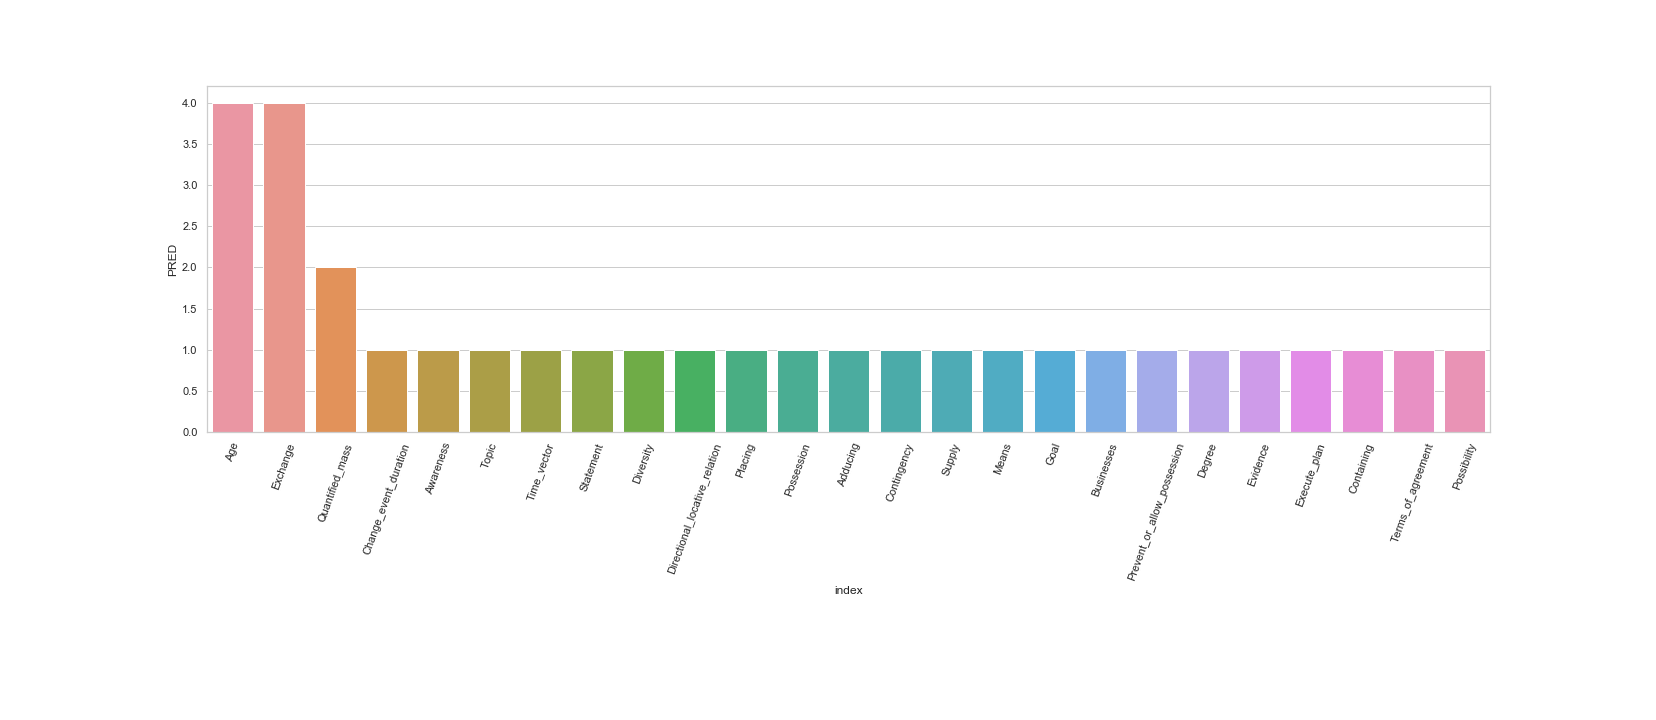 4.0
3.5
3.0
2.5
2.0
1.5
1.0
0.5
0.0
PRED
Age
Exchange
Quantified_mass
Change_event_duration
Awareness
Topic
Time_vector
Statement
Diversity
Directional_locative_relation
Placing
Possession
Adducing
Contingency
Supply
Means
Goal
Businesses
Prevent_or_allow_possession
Degree
Evidence
Execute_plan
Containing
Terms_of_agreement
Possibility
index